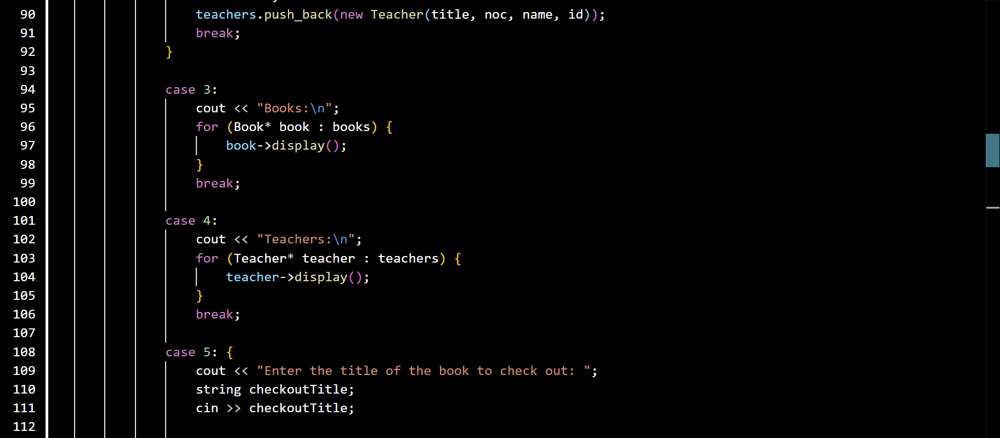 90 teachers.push_back(new Teacher(title, noc, name, id));
91 break;
92 }
93
94 case 3:
95 cout << "Books:\n";
96 for (Book* book : books) {
97 book->display();
98 }
99 break;
100
101 case 4:
102 cout << "Teachers:\n";
103 for (Teacher* teacher : teachers) {
104 teacher->display();
105 }
106 break;
107
108 case 5: {
109 cout << "Enter the title of the book to check out: ";
110 string checkoutTitle;
111 cin >> checkoutTitle;
112